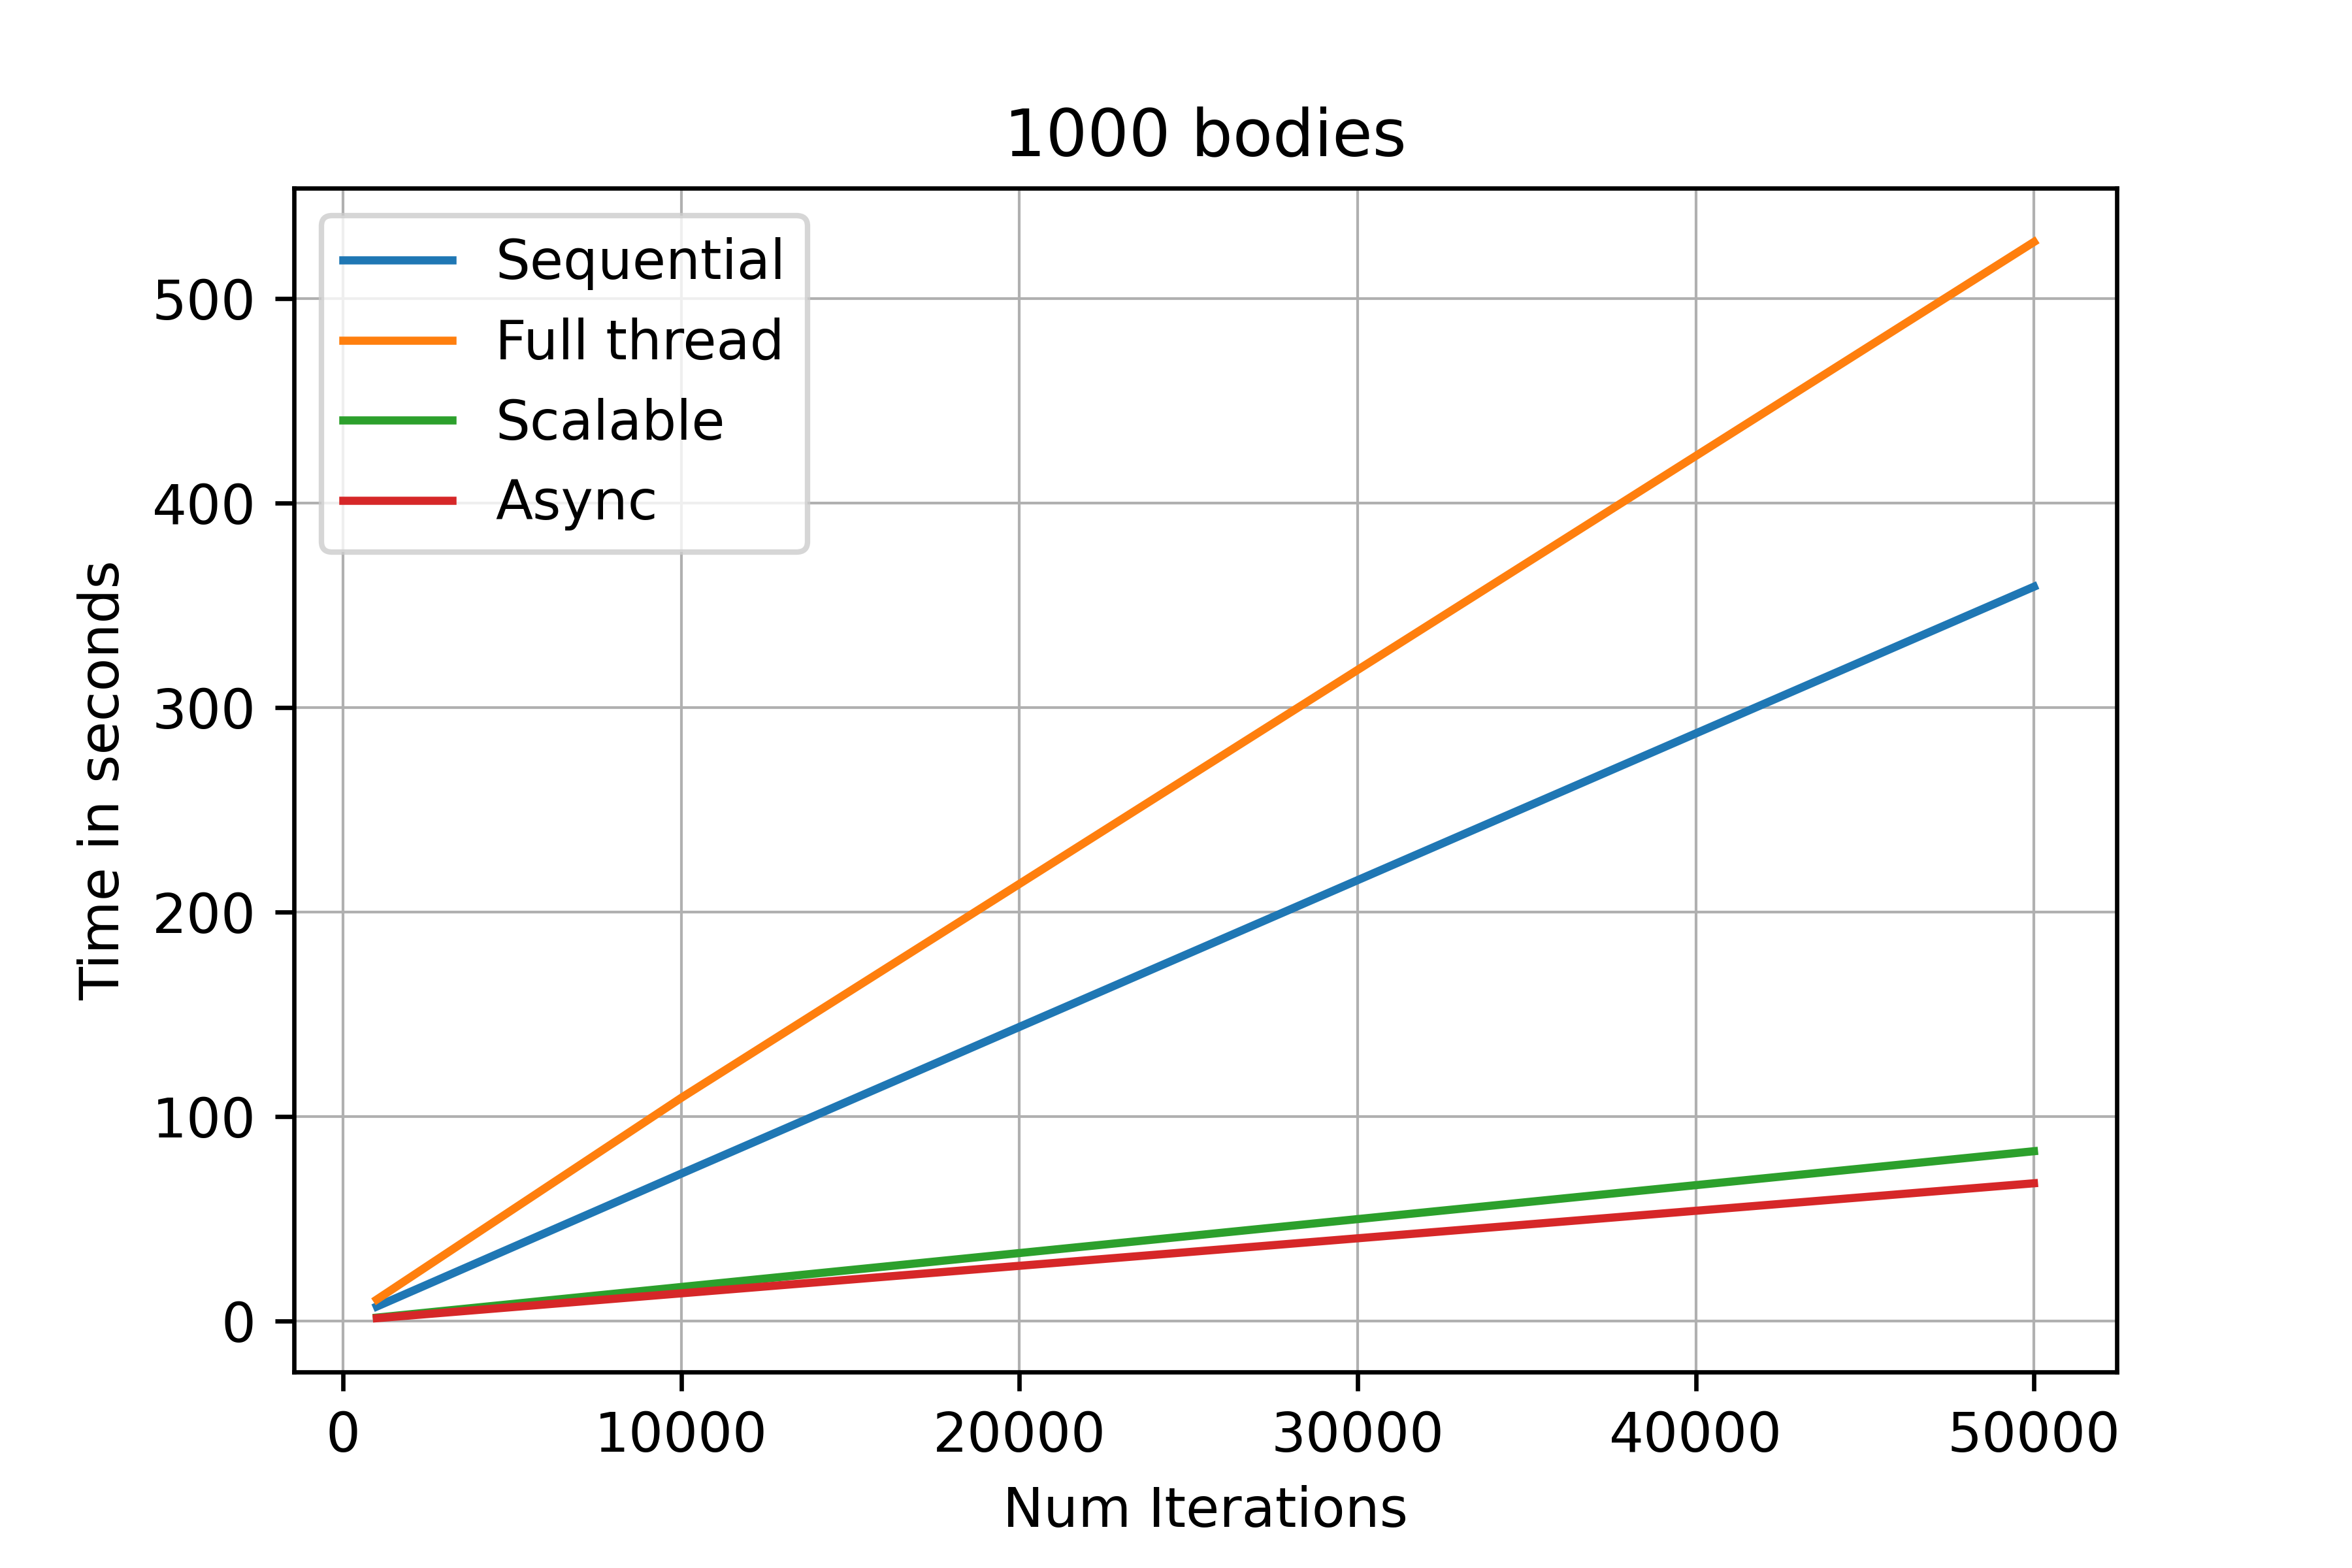 1000 bodies
Sequential
Full thread
Scalable
Async
Time in seconds
500
400
300
200
100
0
0 10000 20000 30000 40000 50000
Num Iterations